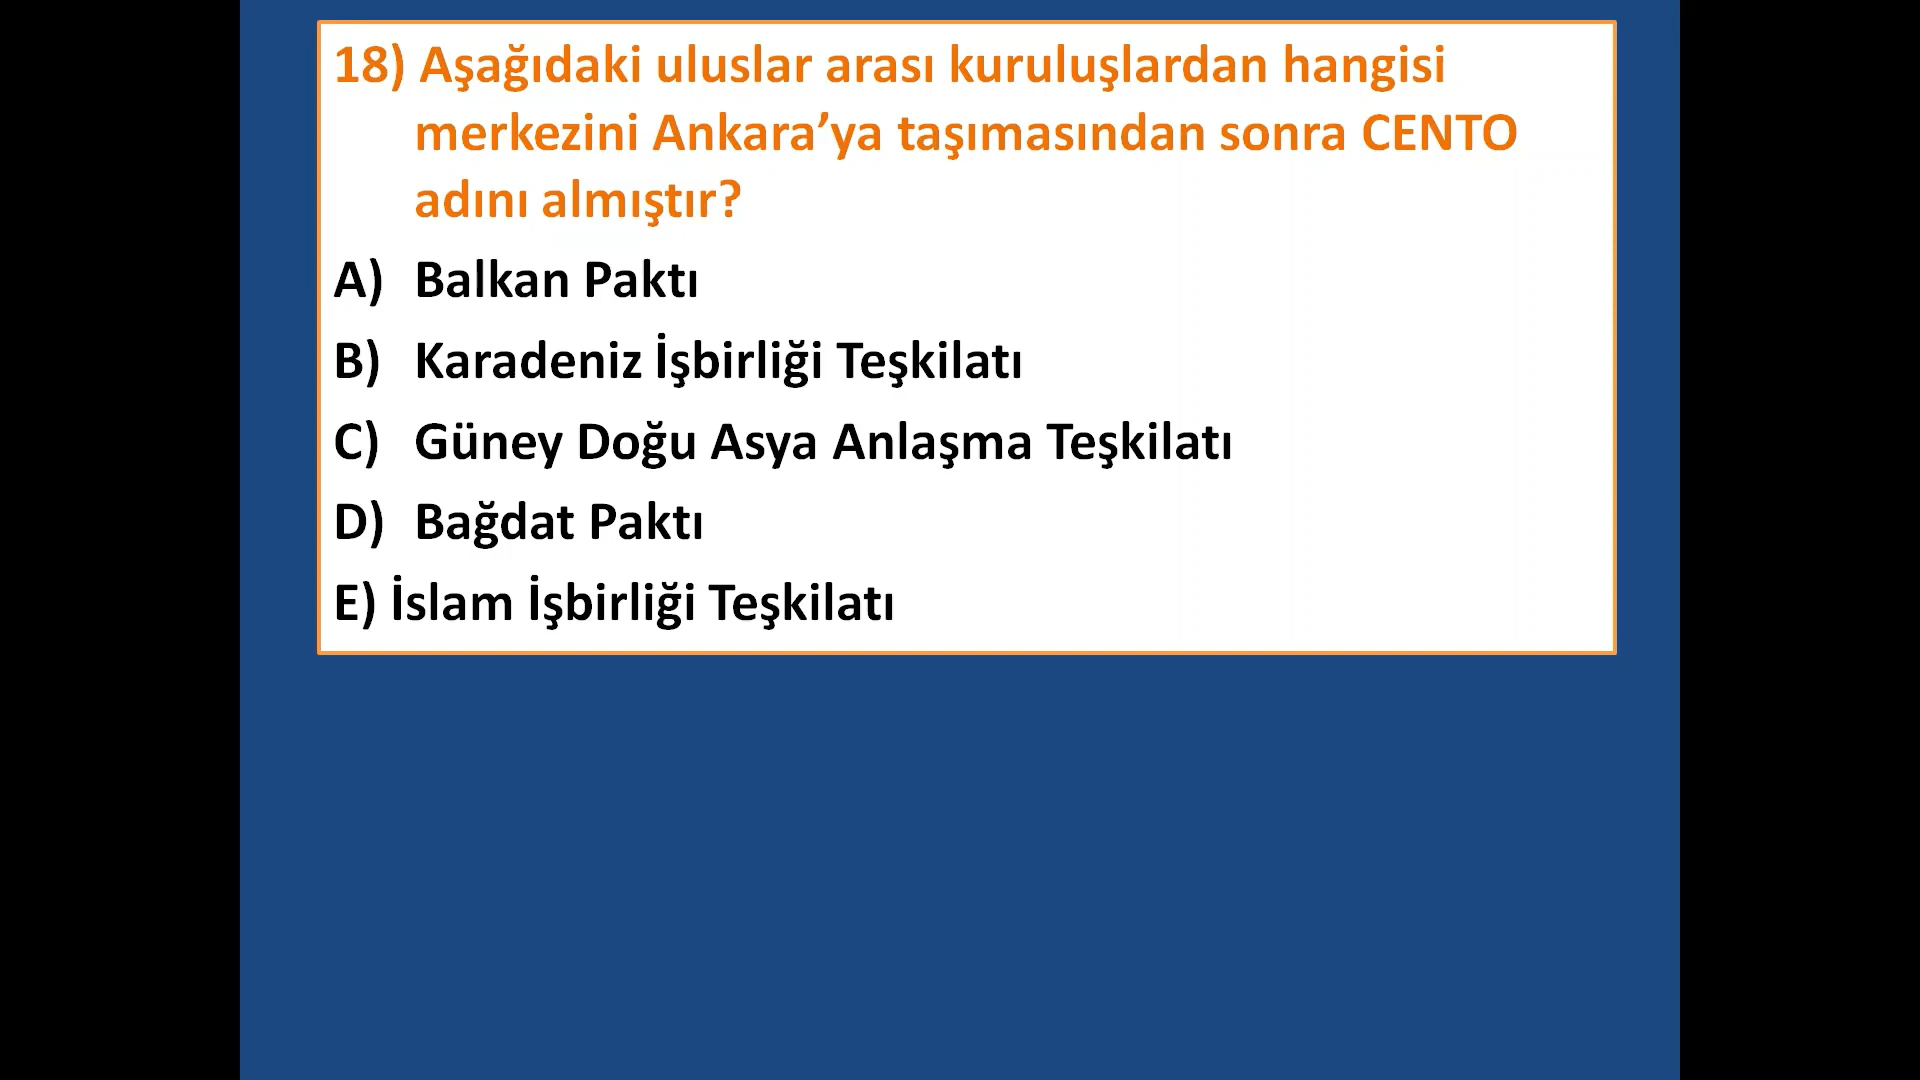 18) Aşağıdaki uluslar arası kuruluşlardan hangisi
merkezini Ankara’ya taşımasından sonra CENTO
adını almıştır?
A) Balkan Paktı
B) Karadeniz İşbirliği Teşkilatı
C) Güney Doğu Asya Anlaşma Teşkilatı
D) Bağdat Paktı
E) İslam İşbirliği Teşkilatı